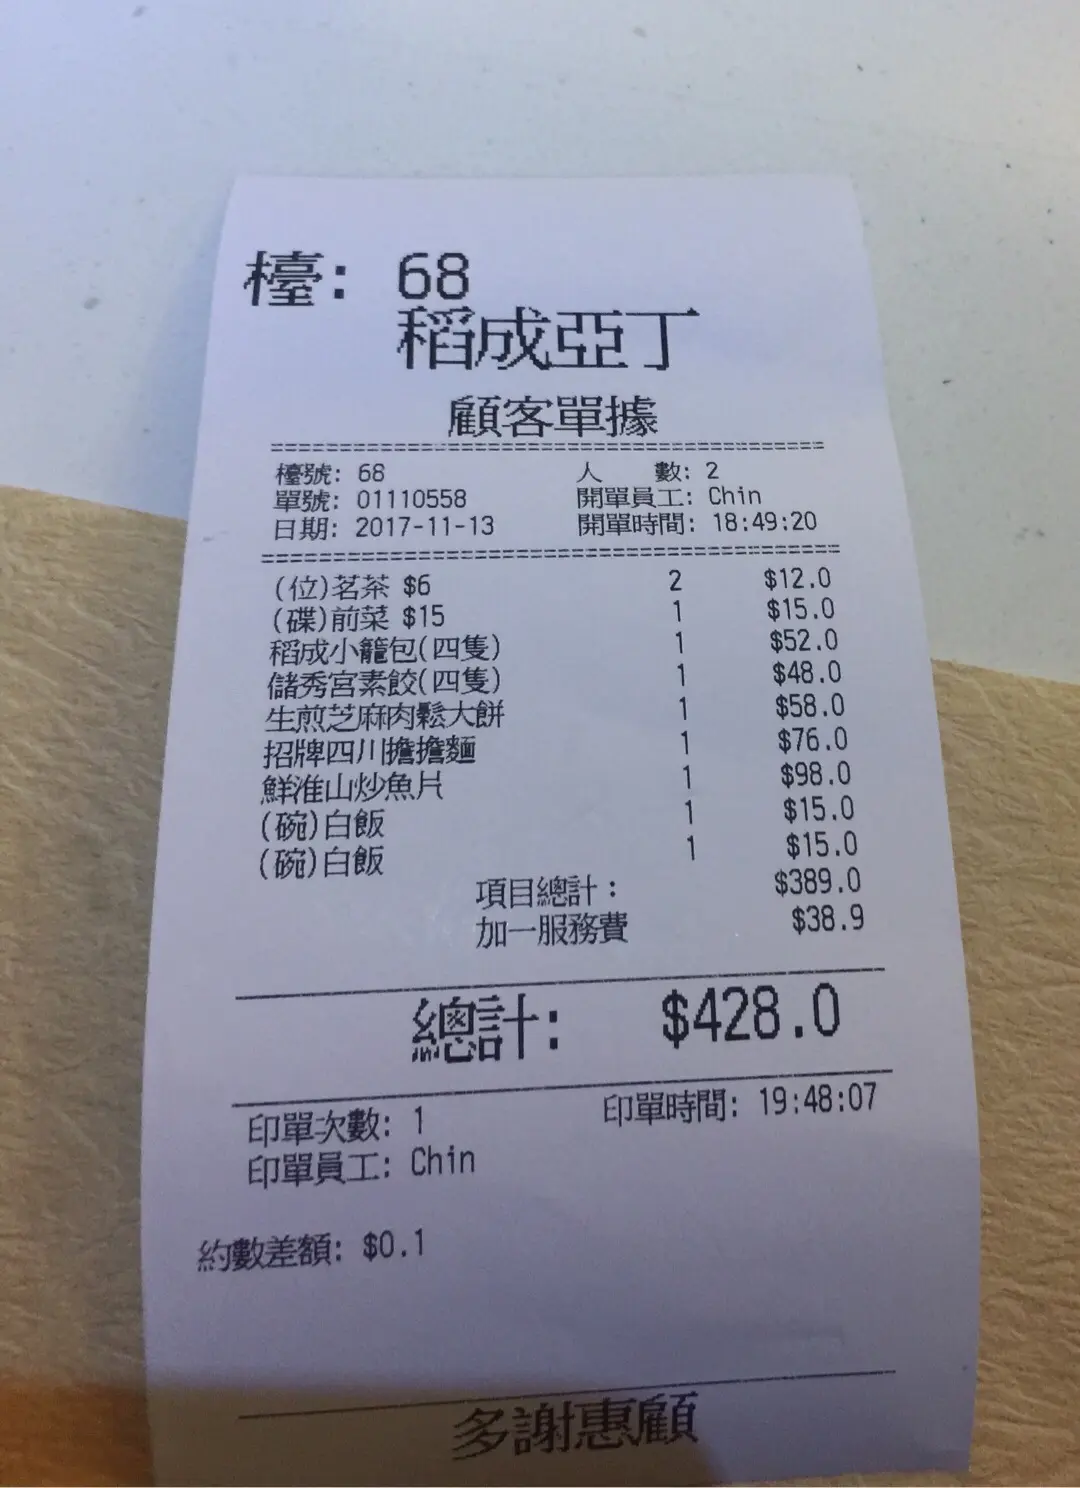 檯: 68
稻成亞丁
顧客單據
檯號: 68 人 數: 2
單號: 01110558 開單員工: Chin
日期: 2017-11-13 開單時間: 18:49:20
(位)茗茶 $6 2 $12.0
(碟)前菜 $15 1 $15.0
稻成小籠包(四隻) 1 $52.0
儲秀宮素餃(四隻) 1 $48.0
生煎芝麻肉鬆大餅 1 $58.0
招牌四川擔擔麵 1 $76.0
鮮淮山炒魚片 1 $98.0
(碗)白飯 1 $15.0
(碗)白飯 1 $15.0
項目總計: $389.0
加一服務費 $38.9
總計: $428.0
印單次數: 1 印單時間: 19:48:07
印單員工: Chin
約數差額: $0.1
多謝惠顧